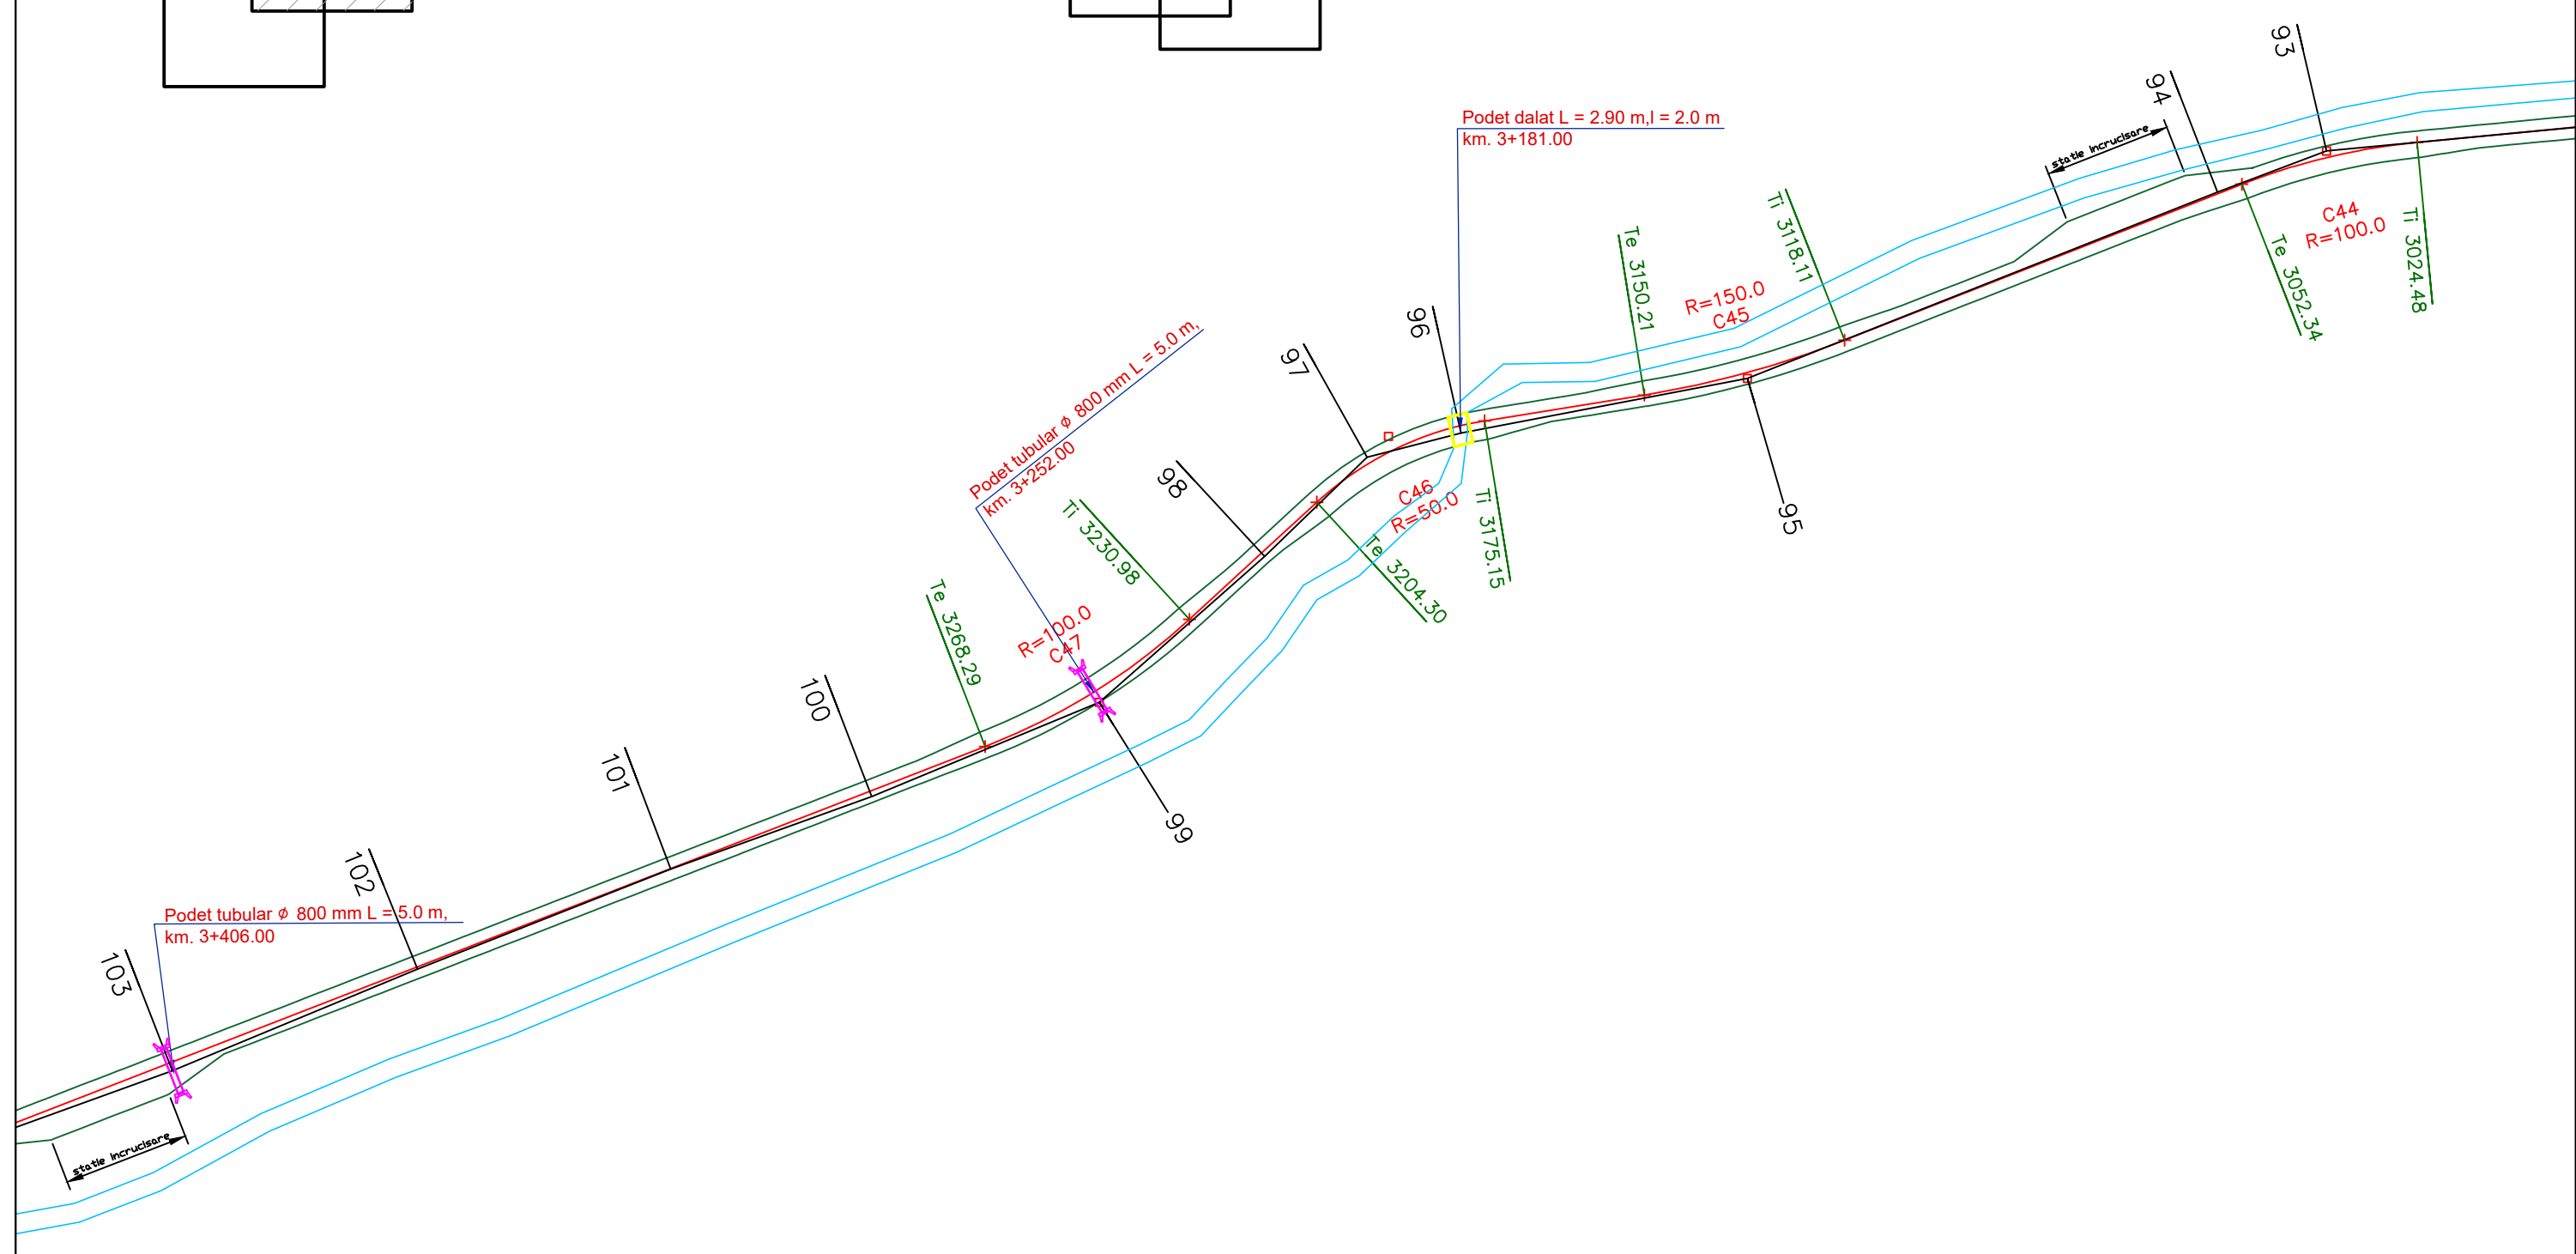 93
94
statie incrucisare
Podet dalat L = 2.90 m,l = 2.0 m
km. 3+181.00
C44
R=100.0
Ti 3024.48
Te 3052.34
Ti 3118.11
Te 3150.21
R=150.0
C45
95
96
97
Ti 3175.15
C46
R=50.0
Te 3204.30
98
Podet tubular ϕ 800 mm L = 5.0 m,
km. 3+252.00
Ti 3230.98
R=100.0
C47
Te 3268.29
99
100
101
102
Podet tubular ϕ 800 mm L = 5.0 m,
km. 3+406.00
103
statie incrucisare